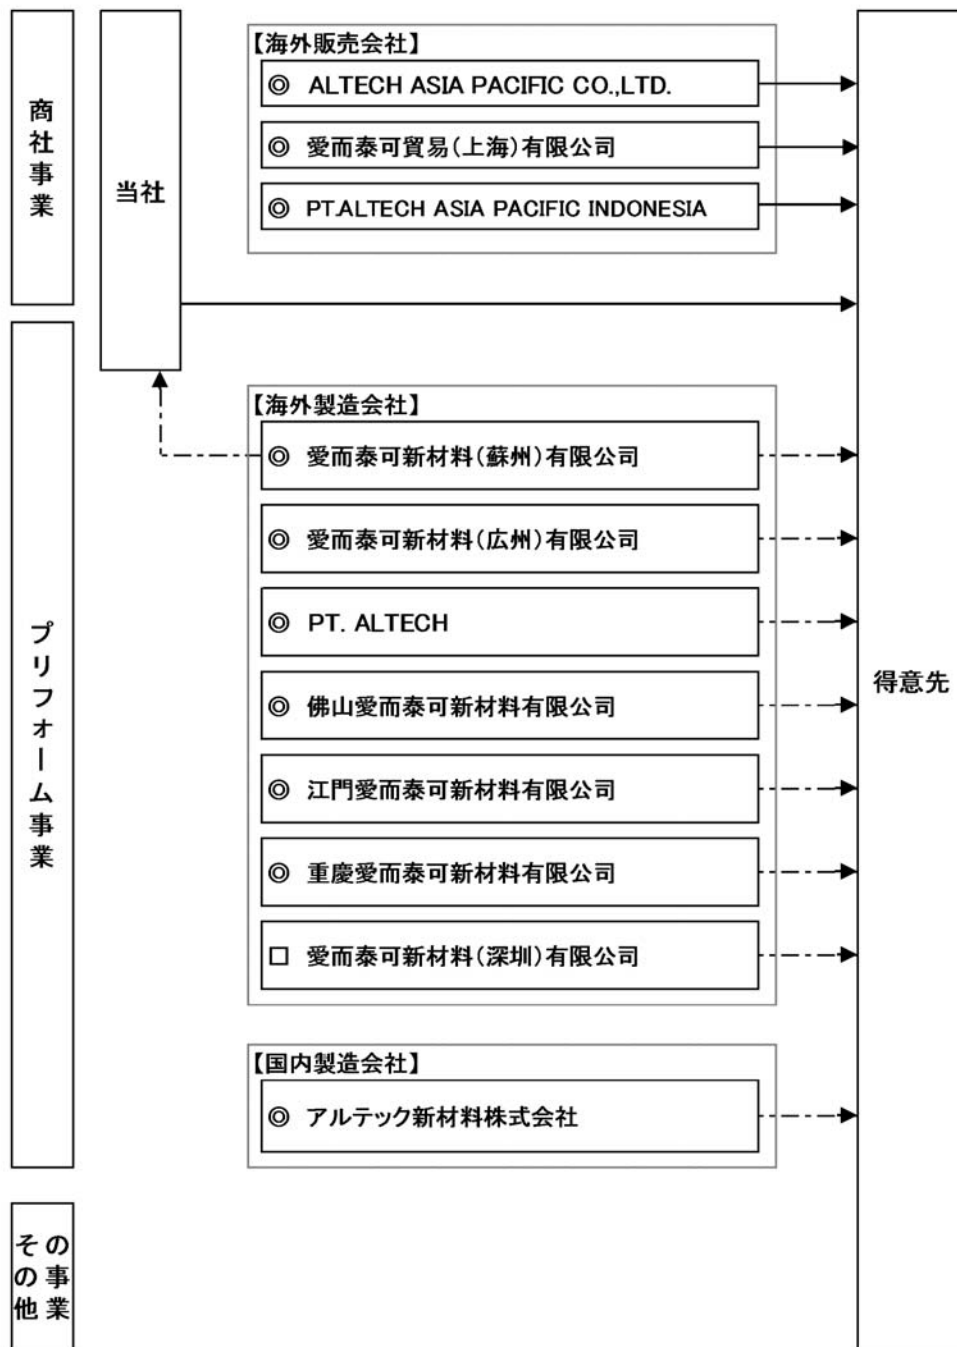 商社事業
当社
【海外販売会社】
◎ ALTECH ASIA PACIFIC CO.,LTD.
◎ 愛而泰可貿易(上海)有限公司
◎ PT.ALTECH ASIA PACIFIC INDONESIA
プリフォーム事業
【海外製造会社】
◎ 愛而泰可新材料(蘇州)有限公司
◎ 愛而泰可新材料(広州)有限公司
◎ PT. ALTECH
◎ 佛山愛而泰可新材料有限公司
◎ 江門愛而泰可新材料有限公司
◎ 重慶愛而泰可新材料有限公司
□ 愛而泰可新材料(深圳)有限公司
得意先
【国内製造会社】
◎ アルテック新材料株式会社
その他
の事業